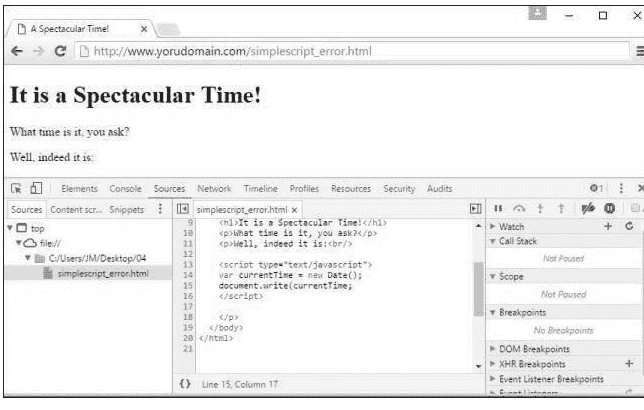 A Spectacular Time!
http://www.yorudomain.com/simplescript_error.html
It is a Spectacular Time!
What time is it, you ask?
Well, indeed it is:
Elements Console Sources Network Timeline Profiles Resources Security Audits 1
Sources Content scr... Snippets simplescript_error.html
top
file://
C:/Users/JM/Desktop/04
simplescript_error.html
9 <h1>It is a Spectacular Time!</h1>
10 <p>What time is it, you ask?</p>
11 <p>Well, indeed it is:<br/>
12
13 <script type="text/javascript">
14 var currentTime = new Date();
15 document.write(currentTime;
16 </script>
17
18 </p>
19 </body>
20 </html>
21
{} Line 15, Column 17
Watch
Call Stack
Not Paused
Scope
Not Paused
Breakpoints
No Breakpoints
DOM Breakpoints
XHR Breakpoints
Event Listener Breakpoints
Event Listeners